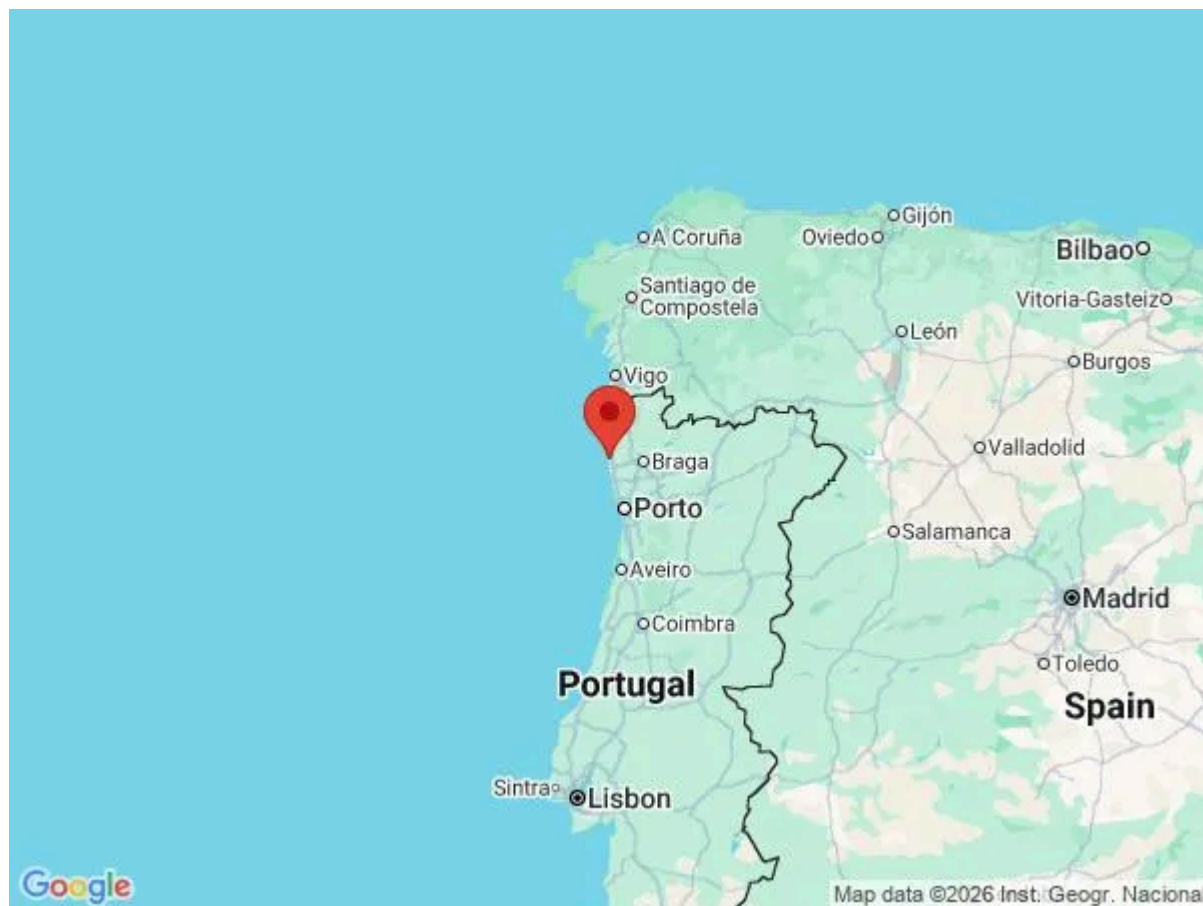 Gijón
A Coruña
Oviedo
Bilbao
Santiago de
Compostela
Vitoria-Gasteiz
León
Burgos
Vigo
Valladolid
Braga
Porto
Salamanca
Aveiro
Madrid
Coimbra
Toledo
Portugal
Spain
Sintra
Lisbon
Google
Map data ©2026 Inst. Geogr. Nacional